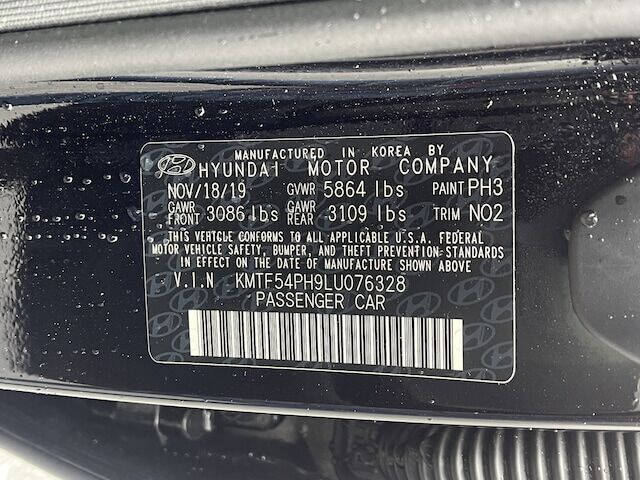 MANUFACTURED IN KOREA BY
HYUNDAI MOTOR COMPANY
NOV/18/19 GVWR 5864 lbs PAINT PH3
GAWR FRONT 3086 lbs GAWR REAR 3109 lbs TRIM NO2
THIS VEHICLE CONFORMS TO ALL APPLICABLE U.S.A. FEDERAL
MOTOR VEHICLE SAFETY, BUMPER, AND THEFT PREVENTION STANDARDS
IN EFFECT ON THE DATE OF MANUFACTURE SHOWN ABOVE.
V.I.N KMTF54PH9LU076328
PASSENGER CAR